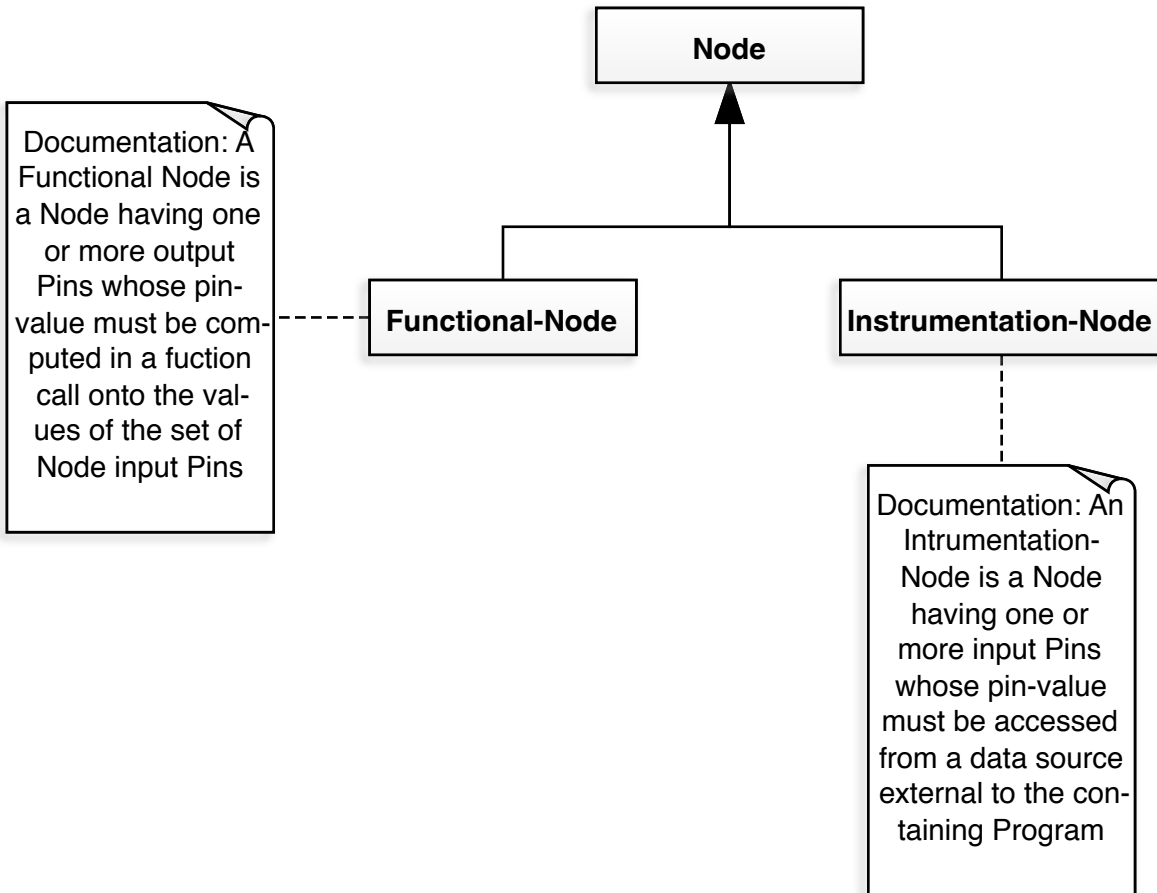 Node
Documentation: A
Functional Node is
a Node having one
or more output
Pins whose pin-
value must be com-
puted in a fuction
call onto the val-
ues of the set of
Node input Pins
Functional-Node
Instrumentation-Node
Documentation: An
Intrumentation-
Node is a Node
having one or
more input Pins
whose pin-value
must be accessed
from a data source
external to the con-
taining Program